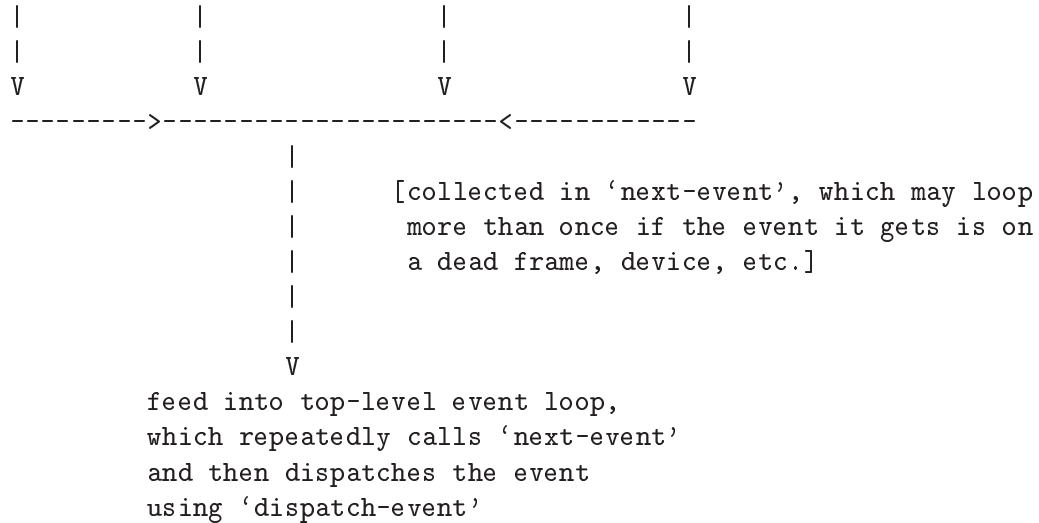 |           |               |               |
|           |               |               |
V           V               V               V
--------->----------------------<------------
                  |
                  |      [collected in ‘next-event’, which may loop
                  |       more than once if the event it gets is on
                  |       a dead frame, device, etc.]
                  |
                  |
                  V
         feed into top-level event loop,
         which repeatedly calls ‘next-event’
         and then dispatches the event
         using ‘dispatch-event’